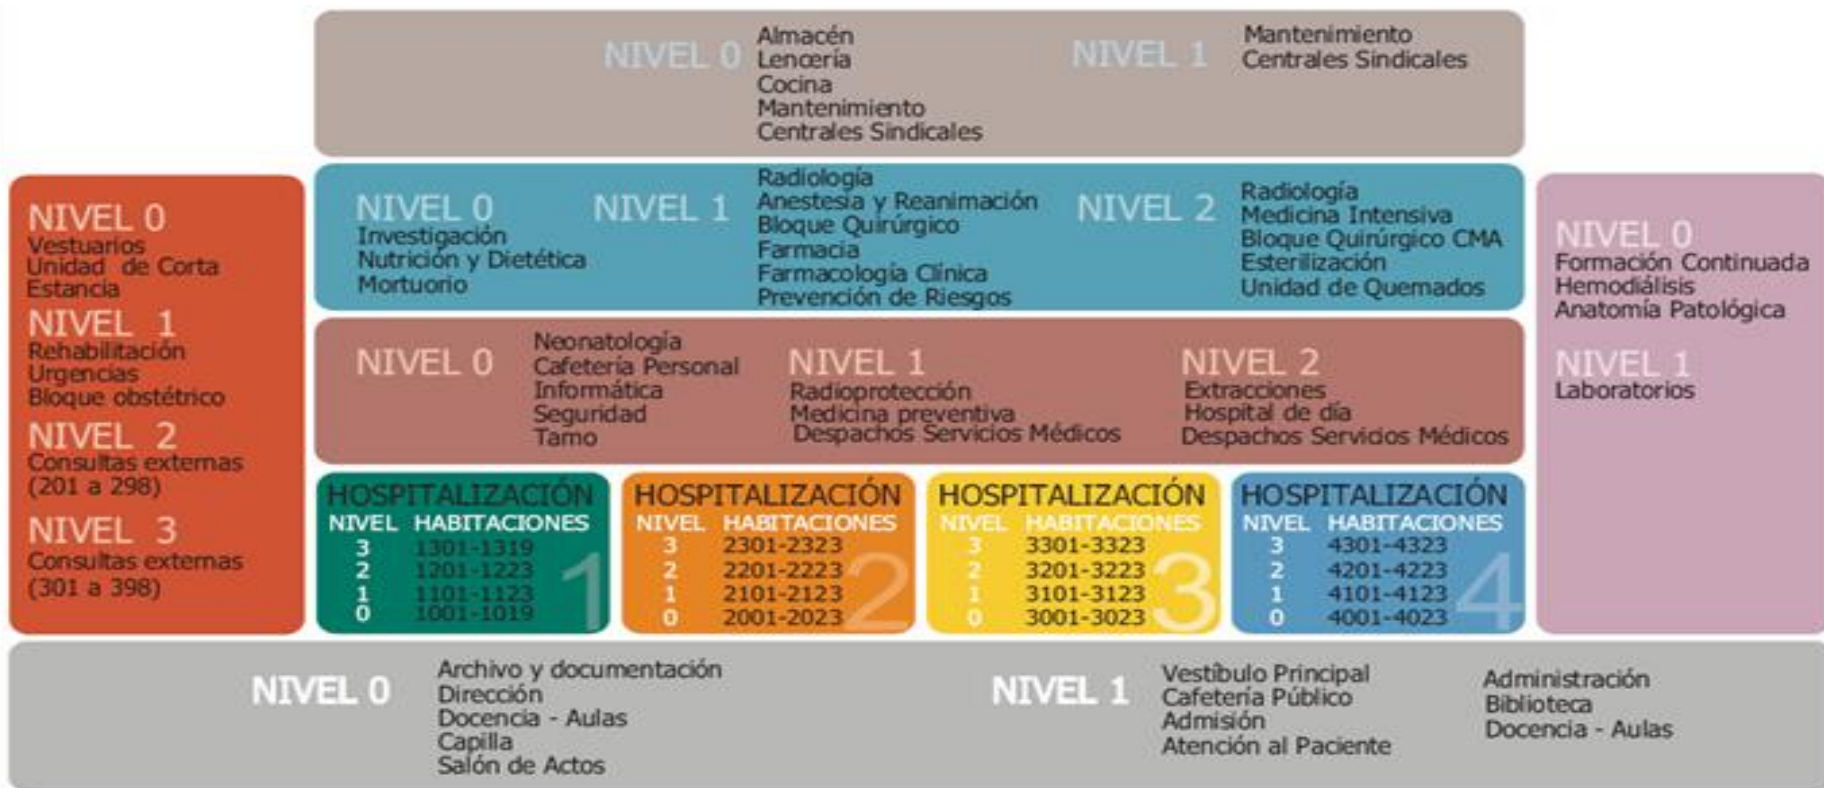 NIVEL 0
Almacén
Lencería
Cocina
Mantenimiento
Centrales Sindicales
NIVEL 1
Mantenimiento
Centrales Sindicales
NIVEL 0
Vestuarios
Unidad de Corta
Estancia
NIVEL 1
Rehabilitación
Urgencias
Bloque obstétrico
NIVEL 2
Consultas externas
(201 a 298)
NIVEL 3
Consultas externas
(301 a 398)
NIVEL 0
Investigación
Nutrición y Dietética
Mortuorio
NIVEL 1
Radiología
Anestesia y Reanimación
Bloque Quirúrgico
Farmacia
Farmacología Clínica
Prevención de Riesgos
NIVEL 2
Radiología
Medicina Intensiva
Bloque Quirúrgico CMA
Esterilización
Unidad de Quemados
NIVEL 0
Neonatología
Cafetería Personal
Informática
Seguridad
Tamo
NIVEL 1
Radioprotección
Medicina preventiva
Despachos Servicios Médicos
NIVEL 2
Extracciones
Hospital de día
Despachos Servicios Médicos
NIVEL 0
Formación Continuada
Hemodiálisis
Anatomía Patológica
NIVEL 1
Laboratorios
HOSPITALIZACIÓN
NIVEL HABITACIONES
3 1301-1319
2 1201-1223
1 1101-1123
0 1001-1019
1
HOSPITALIZACIÓN
NIVEL HABITACIONES
3 2301-2323
2 2201-2223
1 2101-2123
0 2001-2023
2
HOSPITALIZACIÓN
NIVEL HABITACIONES
3 3301-3323
2 3201-3223
1 3101-3123
0 3001-3023
3
HOSPITALIZACIÓN
NIVEL HABITACIONES
3 4301-4323
2 4201-4223
1 4101-4123
0 4001-4023
4
NIVEL 0
Archivo y documentación
Dirección
Docencia - Aulas
Capilla
Salón de Actos
NIVEL 1
Vestíbulo Principal
Cafetería Público
Admisión
Atención al Paciente
Administración
Biblioteca
Docencia - Aulas